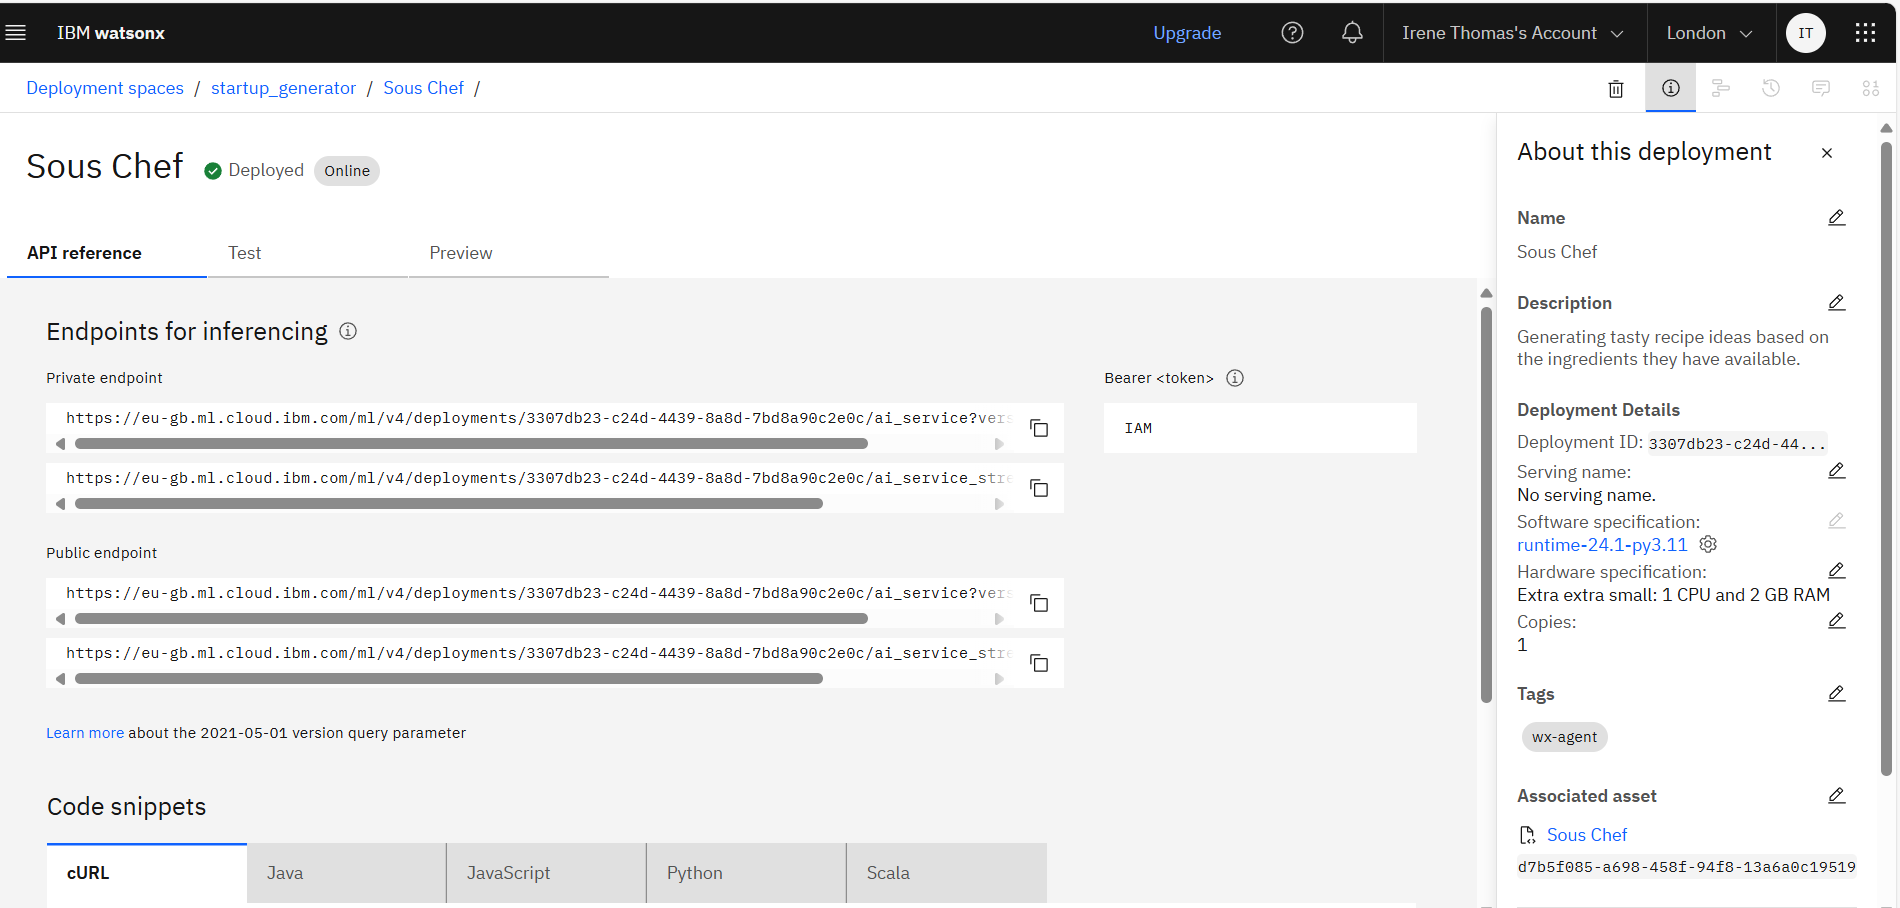 IBM watsonx
Upgrade
Irene Thomas's Account
London
IT
Deployment spaces / startup_generator / Sous Chef /
Sous Chef
Deployed
Online
API reference
Test
Preview
Endpoints for inferencing
Private endpoint
https://eu-gb.ml.cloud.ibm.com/ml/v4/deployments/3307db23-c24d-4439-8a8d-7bd8a90c2e0c/ai_service?vers
https://eu-gb.ml.cloud.ibm.com/ml/v4/deployments/3307db23-c24d-4439-8a8d-7bd8a90c2e0c/ai_service_stre
Bearer <token>
IAM
Public endpoint
https://eu-gb.ml.cloud.ibm.com/ml/v4/deployments/3307db23-c24d-4439-8a8d-7bd8a90c2e0c/ai_service?vers
https://eu-gb.ml.cloud.ibm.com/ml/v4/deployments/3307db23-c24d-4439-8a8d-7bd8a90c2e0c/ai_service_stre
Learn more about the 2021-05-01 version query parameter
Code snippets
cURL
Java
JavaScript
Python
Scala
About this deployment
Name
Sous Chef
Description
Generating tasty recipe ideas based on
the ingredients they have available.
Deployment Details
Deployment ID: 3307db23-c24d-44...
Serving name:
No serving name.
Software specification:
runtime-24.1-py3.11
Hardware specification:
Extra extra small: 1 CPU and 2 GB RAM
Copies:
1
Tags
wx-agent
Associated asset
Sous Chef
d7b5f085-a698-458f-94f8-13a6a0c19519